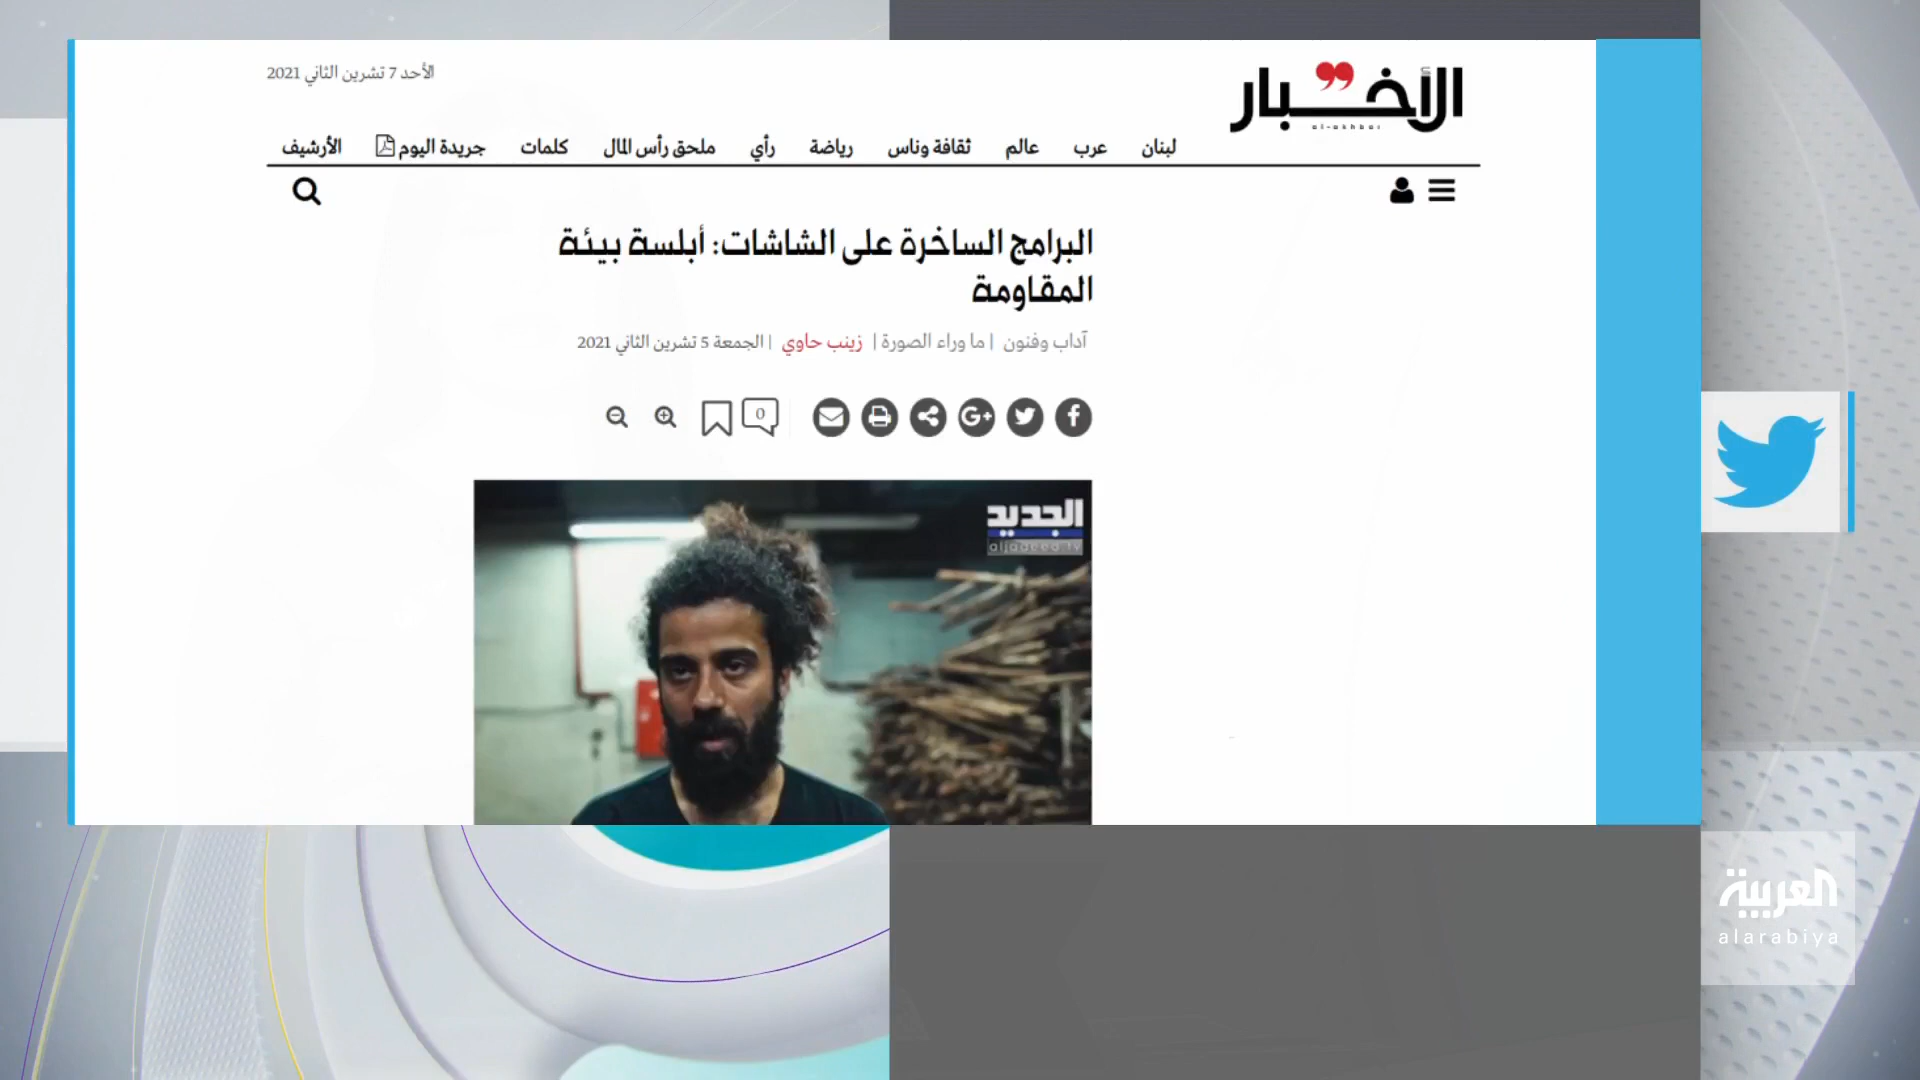 الأحد 7 تشرين الثاني 2021
الأخبار
al-akhbar
لبنان عرب عالم ثقافة وناس رياضة رأي ملحق رأس المال كلمات جريدة اليوم الأرشيف
البرامج الساخرة على الشاشات: أبلسة بيئة
المقاومة
آداب وفنون | ما وراء الصورة | زينب حاوي | الجمعة 5 تشرين الثاني 2021
0
الجديد
aljadeed.tv
العربية
alarabiya